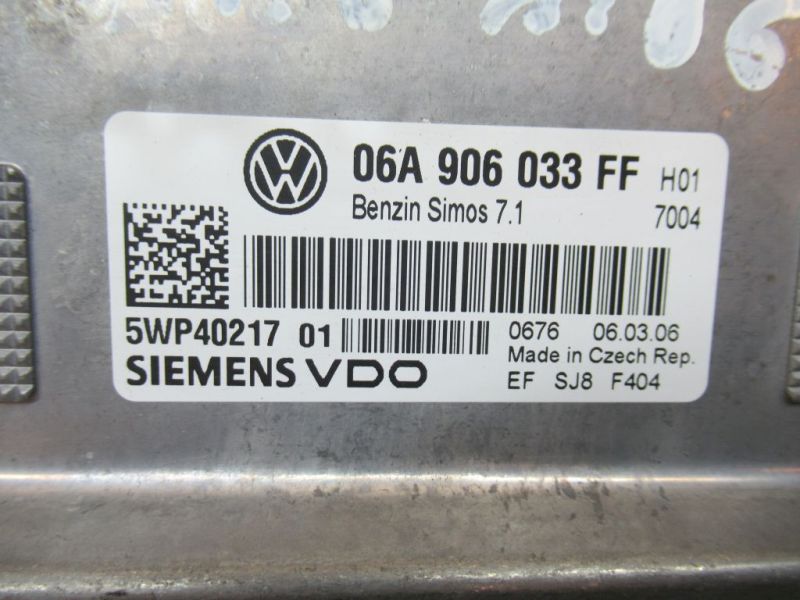 06A 906 033 FF H01
Benzin Simos 7.1 7004
5WP40217 01 0676 06.03.06
Made in Czech Rep.
SIEMENS VDO EF SJ8 F404